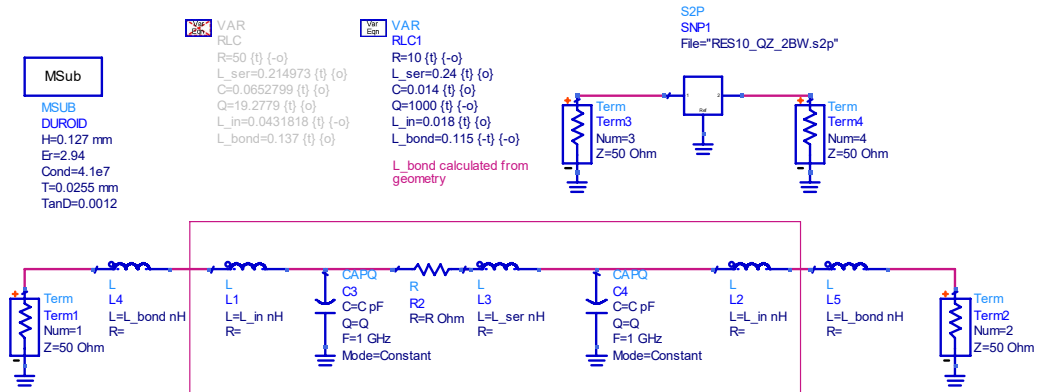 Var
Eqn
VAR
RLC
R=50 {t} {-o}
L_ser=0.214973 {t} {o}
C=0.0652799 {t} {o}
Q=19.2779 {t} {-o}
L_in=0.0431818 {t} {-o}
L_bond=0.137 {t} {o}
Var
Eqn
VAR
RLC1
R=10 {t} {-o}
L_ser=0.24 {t} {o}
C=0.014 {t} {o}
Q=1000 {t} {-o}
L_in=0.018 {t} {-o}
L_bond=0.115 {-t} {-o}
L_bond calculated from
geometry
S2P
SNP1
File="RES10_QZ_2BW.s2p"
1
2
Ref
Term
Term3
Num=3
Z=50 Ohm
Term
Term4
Num=4
Z=50 Ohm
MSub
MSUB
DUROID
H=0.127 mm
Er=2.94
Cond=4.1e7
T=0.0255 mm
TanD=0.0012
Term
Term1
Num=1
Z=50 Ohm
L
L4
L=L_bond nH
R=
L
L1
L=L_in nH
R=
CAPQ
C3
C=C pF
Q=Q
F=1 GHz
Mode=Constant
R
R2
R=R Ohm
L
L3
L=L_ser nH
R=
CAPQ
C4
C=C pF
Q=Q
F=1 GHz
Mode=Constant
L
L2
L=L_in nH
R=
L
L5
L=L_bond nH
R=
Term
Term2
Num=2
Z=50 Ohm